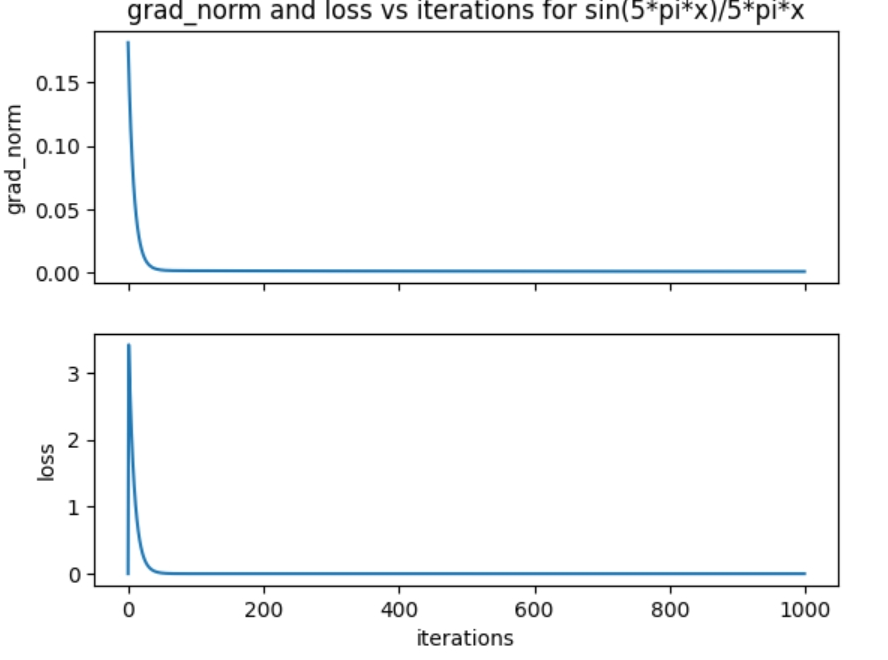 grad_norm and loss vs iterations for sin(5*pi*x)/5*pi*x
grad_norm
0.15
0.10
0.05
0.00
loss
3
2
1
0
0 200 400 600 800 1000
iterations